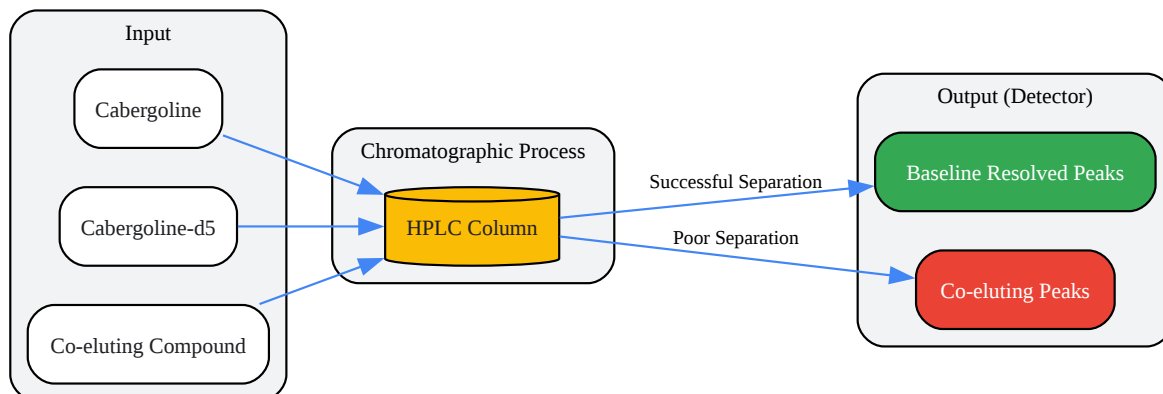 Input
Cabergoline
Cabergoline-d5
Co-eluting Compound
Chromatographic Process
HPLC Column
Successful Separation
Poor Separation
Output (Detector)
Baseline Resolved Peaks
Co-eluting Peaks